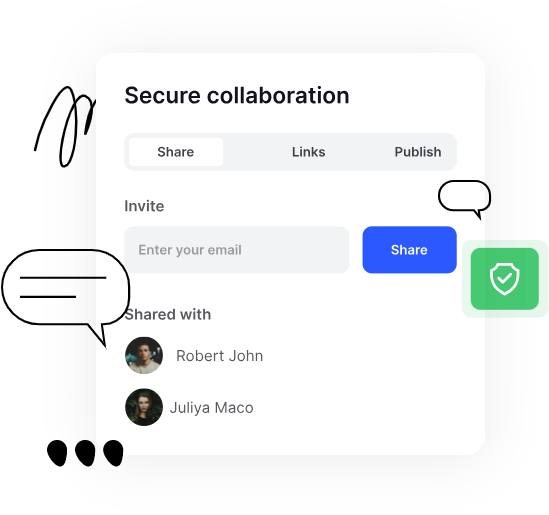 Secure collaboration
Share Links Publish
Invite
Enter your email Share
Shared with
Robert John
Juliya Maco